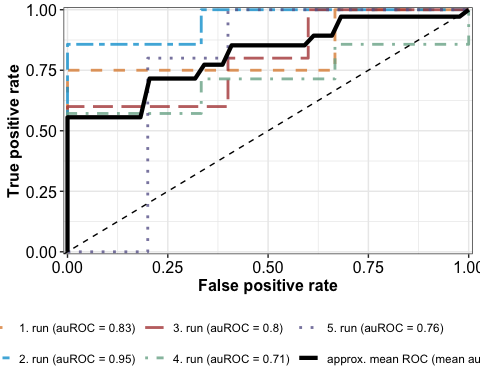 1.00
0.75
0.50
0.25
0.00
True positive rate
0.00 0.25 0.50 0.75 1.00
False positive rate
1. run (auROC = 0.83) 3. run (auROC = 0.8) 5. run (auROC = 0.76)
2. run (auROC = 0.95) 4. run (auROC = 0.71) approx. mean ROC (mean au